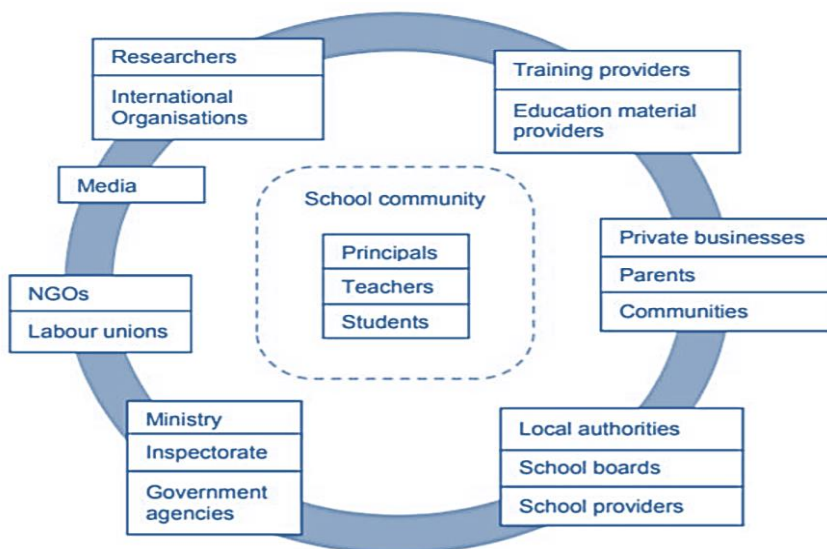 Researchers
International
Organisations
Media
NGOs
Labour unions
Ministry
Inspectorate
Government
agencies
School community
Principals
Teachers
Students
Training providers
Education material
providers
Private businesses
Parents
Communities
Local authorities
School boards
School providers